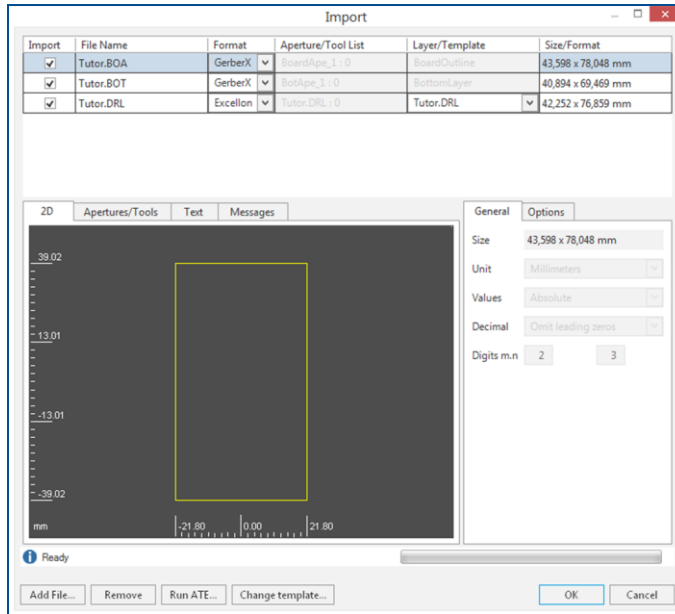 Import
Import File Name Format Aperture/Tool List Layer/Template Size/Format
Tutor.BOA GerberX BoardApe_1 : 0 BoardOutline 43,598 x 78,048 mm
Tutor.BOT GerberX BotApe_1 : 0 BottomLayer 40,894 x 69,469 mm
Tutor.DRL Excellon Tutor.DRL : 0 Tutor.DRL 42,252 x 76,859 mm
2D Apertures/Tools Text Messages General Options
Size 43,598 x 78,048 mm
Unit Millimeters
Values Absolute
Decimal Omit leading zeros
Digits m.n 2 3
39.02
13.01
-13.01
-39.02
mm -21.80 0.00 21.80
Ready
Add File... Remove Run ATE... Change template... OK Cancel